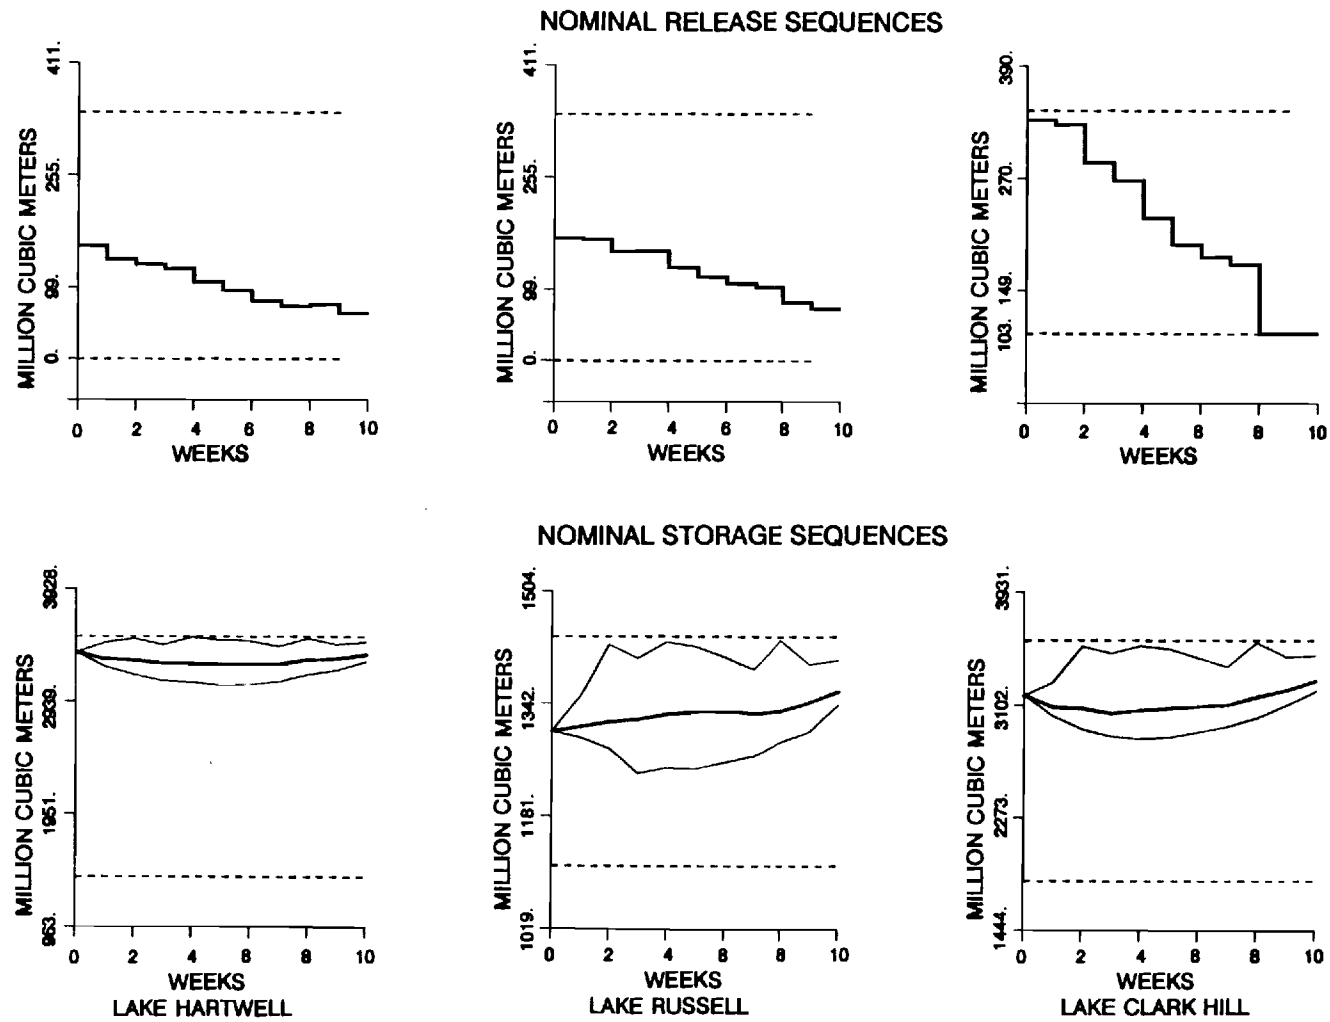 NOMINAL RELEASE SEQUENCES
MILLION CUBIC METERS
411.
255.
99.
0.
0 2 4 6 8 10
WEEKS
MILLION CUBIC METERS
411.
255.
99.
0.
0 2 4 6 8 10
WEEKS
MILLION CUBIC METERS
390.
270.
149.
103.
0 2 4 6 8 10
WEEKS
NOMINAL STORAGE SEQUENCES
MILLION CUBIC METERS
3928.
2939.
1951.
963.
0 2 4 6 8 10
WEEKS
LAKE HARTWELL
MILLION CUBIC METERS
1504.
1342.
1181.
1019.
0 2 4 6 8 10
WEEKS
LAKE RUSSELL
MILLION CUBIC METERS
3931.
3102.
2273.
1444.
0 2 4 6 8 10
WEEKS
LAKE CLARK HILL